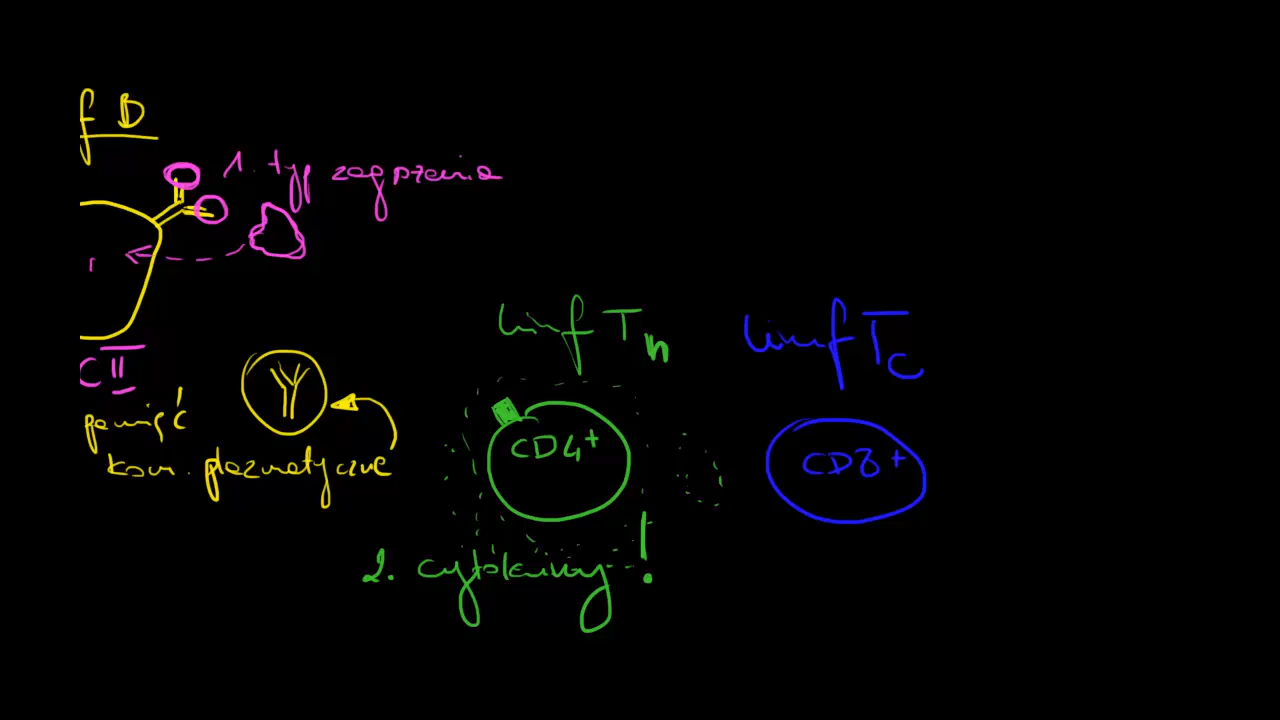 f B
1. typ zagrożenia
limf Th
limf Tc
C II
pamięć
CD4+
CD8+
kom. plazmatyczne
2. cytokiny!